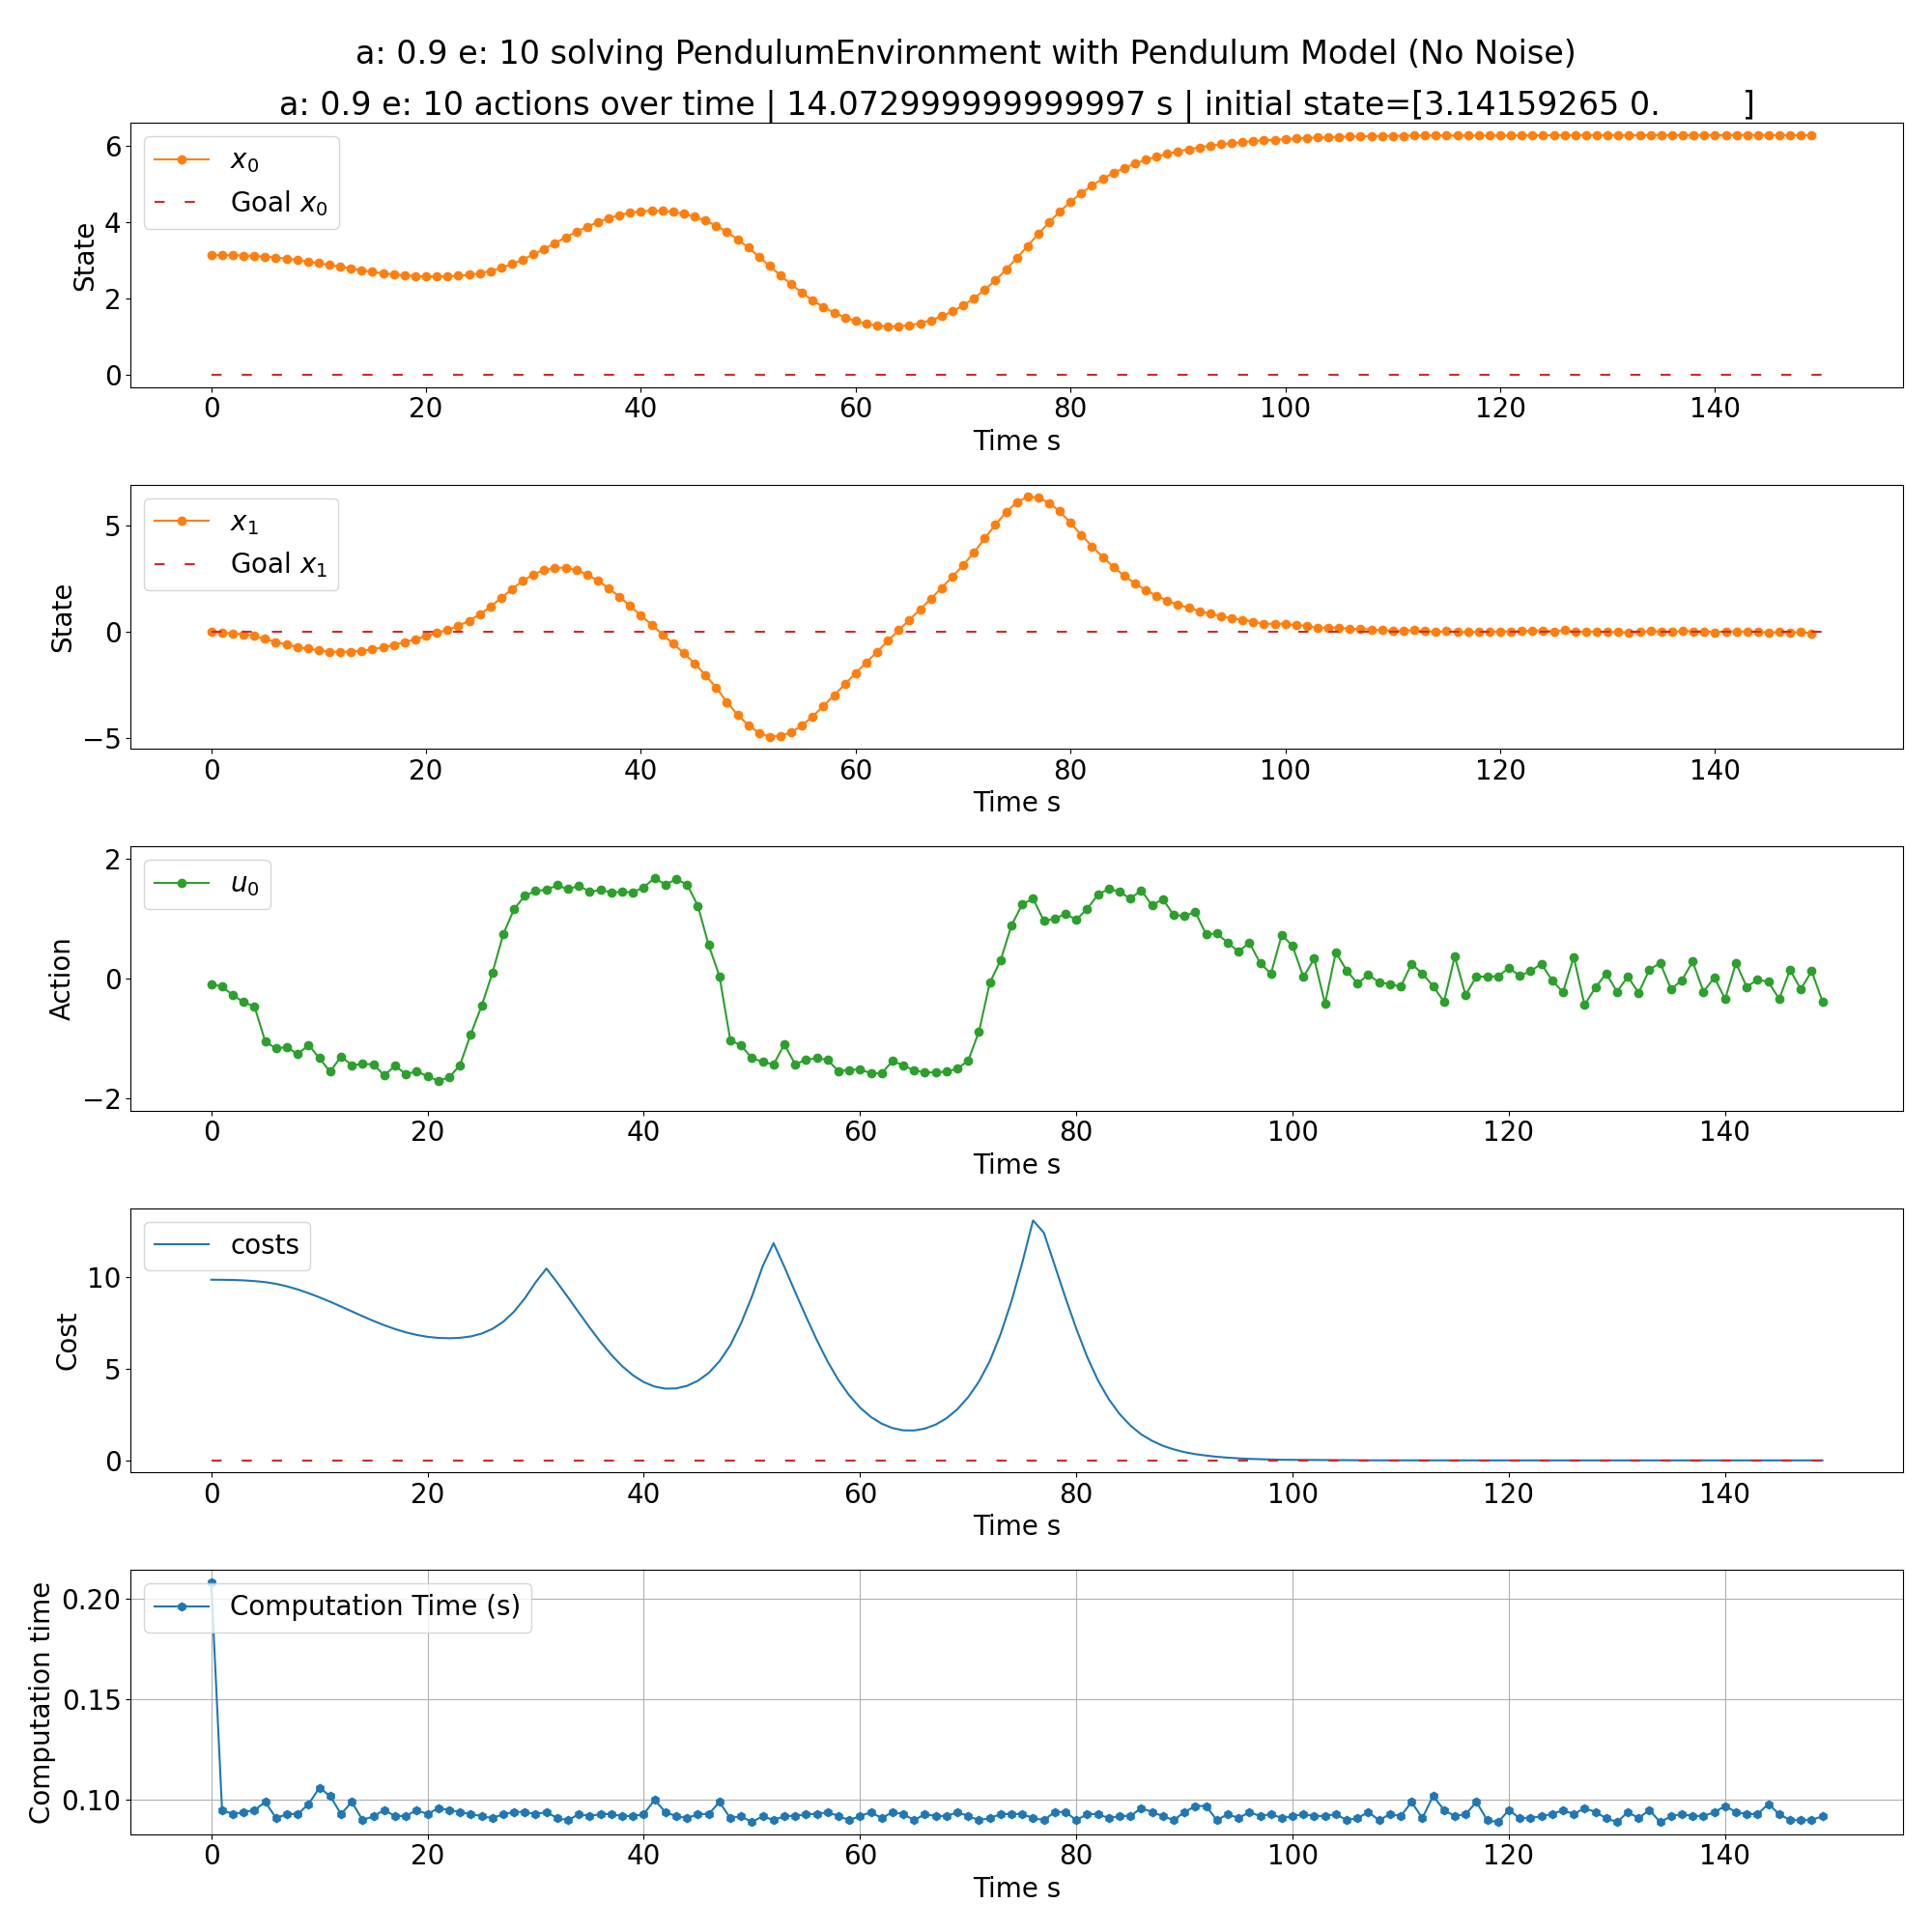 a: 0.9 e: 10 solving PendulumEnvironment with Pendulum Model (No Noise)
a: 0.9 e: 10 actions over time | 14.072999999999997 s | initial state=[3.14159265 0. ]
x₀
Goal x₀
State
6
4
2
0
0 20 40 60 80 100 120 140
Time s
x₁
Goal x₁
State
5
0
−5
0 20 40 60 80 100 120 140
Time s
u₀
Action
2
0
−2
0 20 40 60 80 100 120 140
Time s
costs
Cost
10
5
0
0 20 40 60 80 100 120 140
Time s
Computation Time (s)
Computation time
0.20
0.15
0.10
0 20 40 60 80 100 120 140
Time s